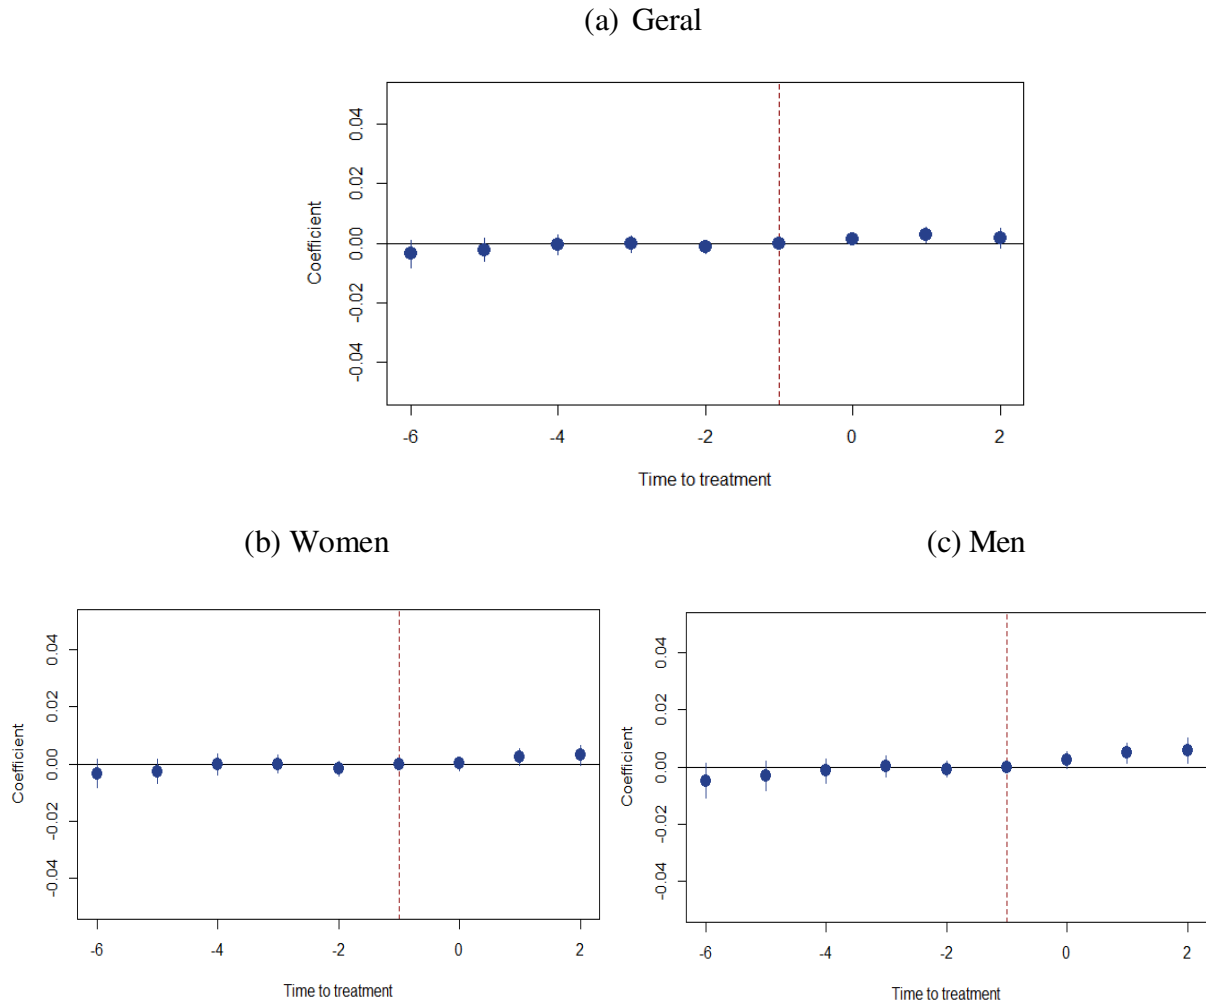 (a) Geral
0.04
0.02
0.00
-0.02
-0.04
Coefficient
-6 -4 -2 0 2
Time to treatment
(b) Women
0.04
0.02
0.00
-0.02
-0.04
Coefficient
-6 -4 -2 0 2
Time to treatment
(c) Men
0.04
0.02
0.00
-0.02
-0.04
Coefficient
-6 -4 -2 0 2
Time to treatment